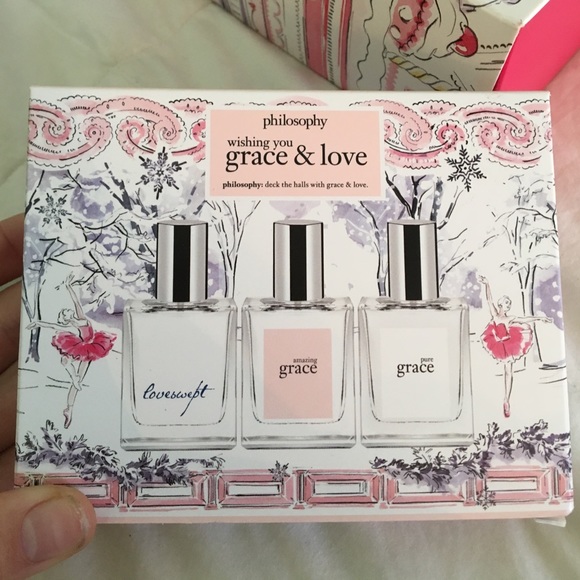 philosophy
wishing you
grace & love
philosophy: deck the halls with grace & love.
loveswept
amazing
grace
pure
grace